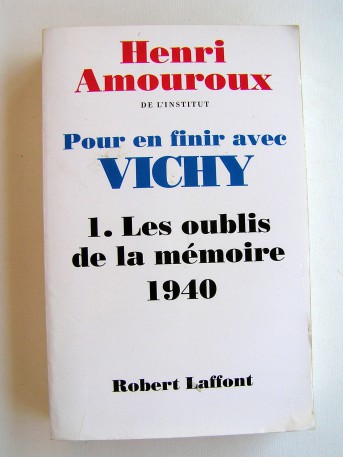 Henri
Amouroux
DE L'INSTITUT
Pour en finir avec
VICHY
1. Les oublis
de la mémoire
1940
Robert Laffont